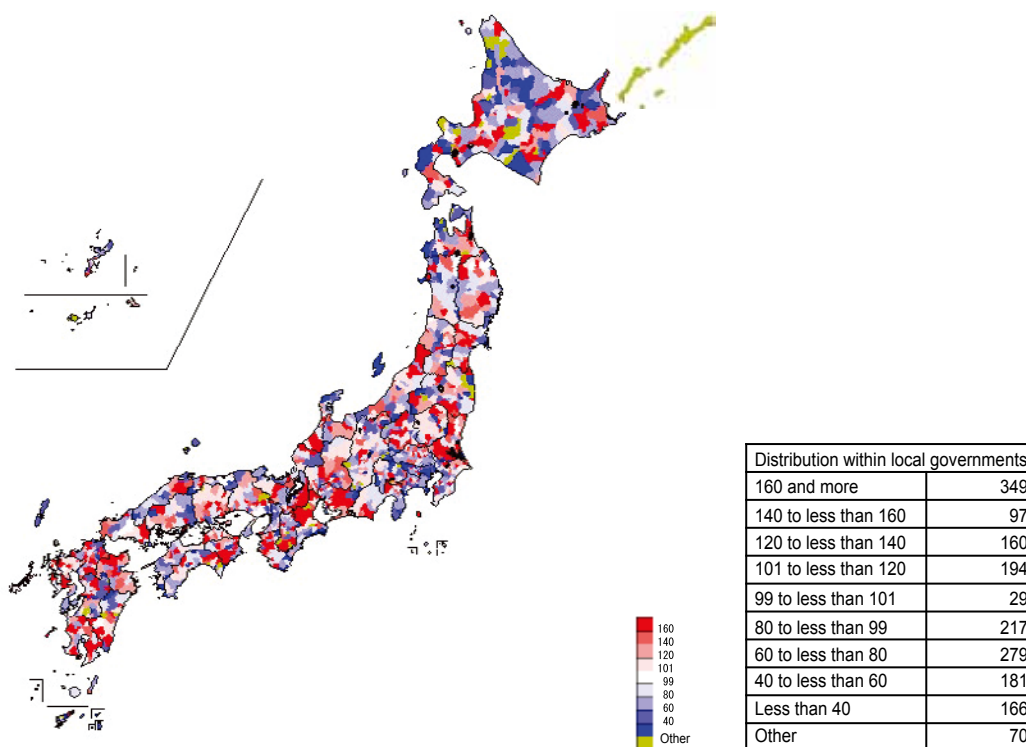 160
140
120
101
99
80
60
40
Other
Distribution within local governments
160 and more 349
140 to less than 160 97
120 to less than 140 160
101 to less than 120 194
99 to less than 101 29
80 to less than 99 217
60 to less than 80 279
40 to less than 60 181
Less than 40 166
Other 70